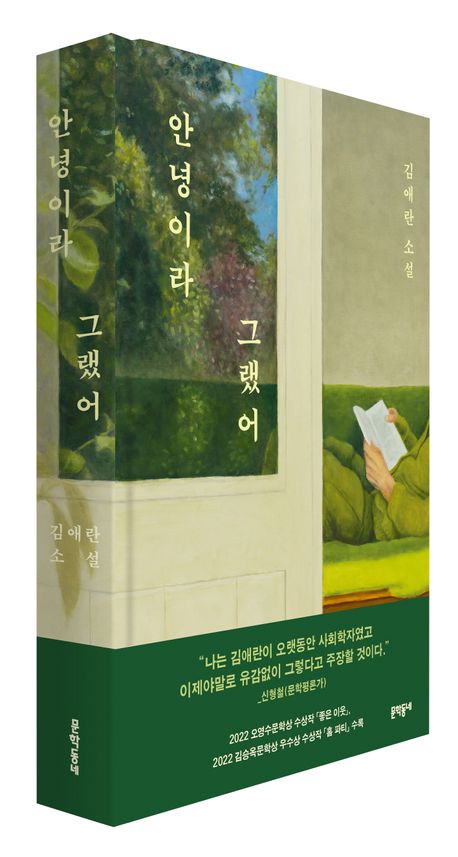 안녕이라
그랬어
김애란
소 설
문학동네
안녕이라
그랬어
김애란 소설
“나는 김애란이 오랫동안 사회학자였고
이제야말로 유감없이 그렇다고 주장할 것이다.”
_신형철(문학평론가)
2022 오영수문학상 수상작 「좋은 이웃」,
2022 김승옥문학상 우수상 수상작 「홈 파티」 수록
문학동네